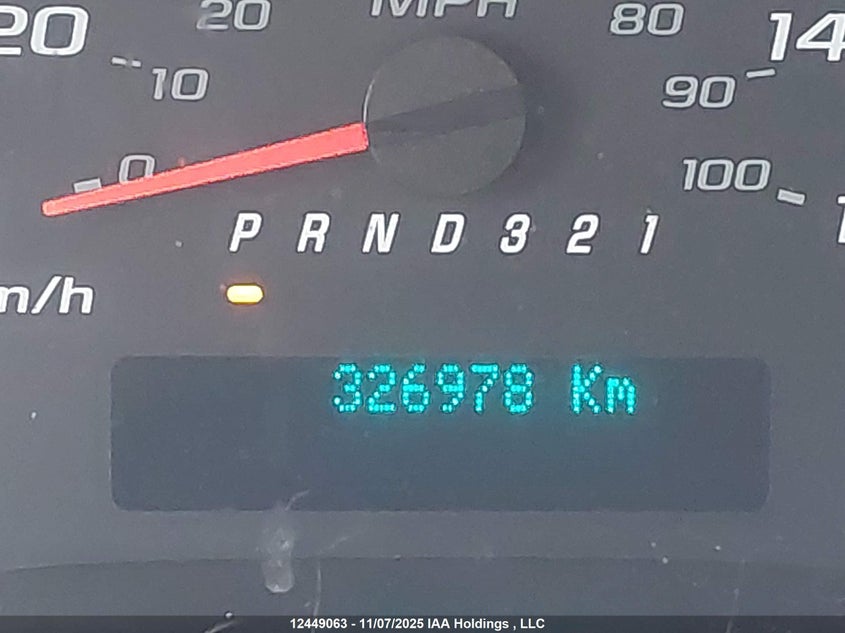 20 MPH 80
20 10 90 14
0 100
P R N D 3 2 1
m/h
326978 Km
12449063 - 11/07/2025 IAA Holdings , LLC